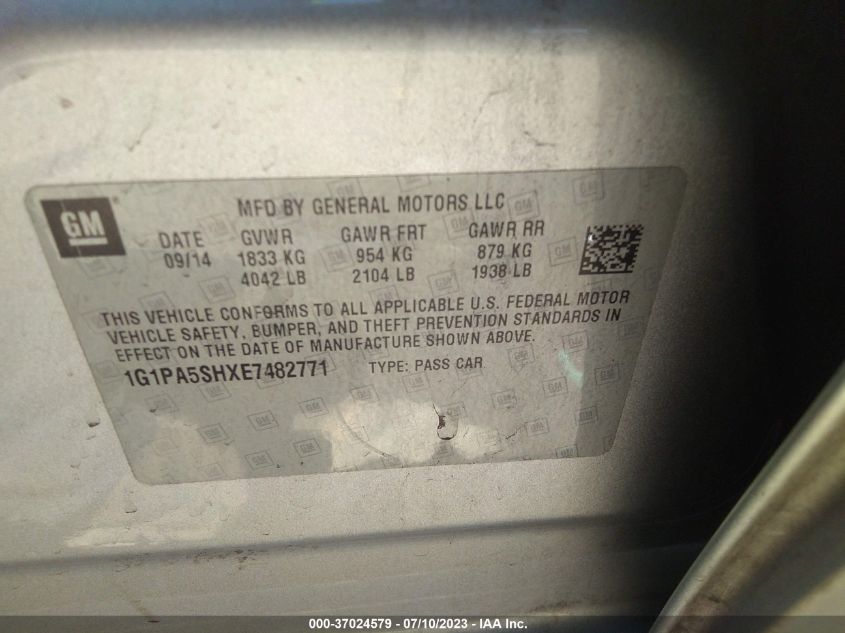 GM
MFD BY GENERAL MOTORS LLC
DATE GVWR GAWR FRT GAWR RR
09/14 1833 KG 954 KG 879 KG
4042 LB 2104 LB 1938 LB
THIS VEHICLE CONFORMS TO ALL APPLICABLE U.S. FEDERAL MOTOR
VEHICLE SAFETY, BUMPER, AND THEFT PREVENTION STANDARDS IN
EFFECT ON THE DATE OF MANUFACTURE SHOWN ABOVE.
1G1PA5SHXE7482771 TYPE: PASS CAR
000-37024579 - 07/10/2023 - IAA Inc.